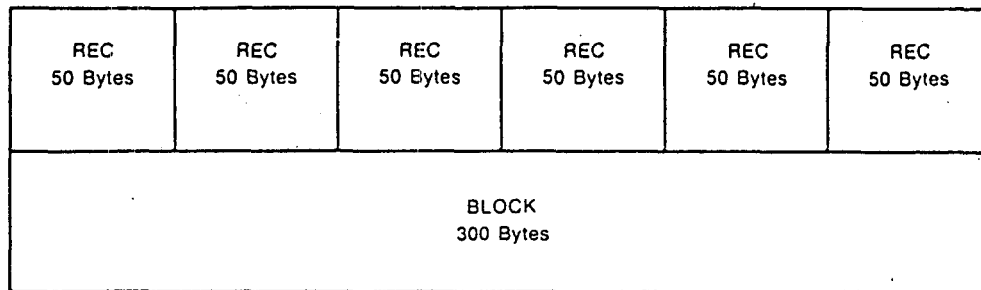 REC REC REC REC REC REC
50 Bytes 50 Bytes 50 Bytes 50 Bytes 50 Bytes 50 Bytes
BLOCK
300 Bytes